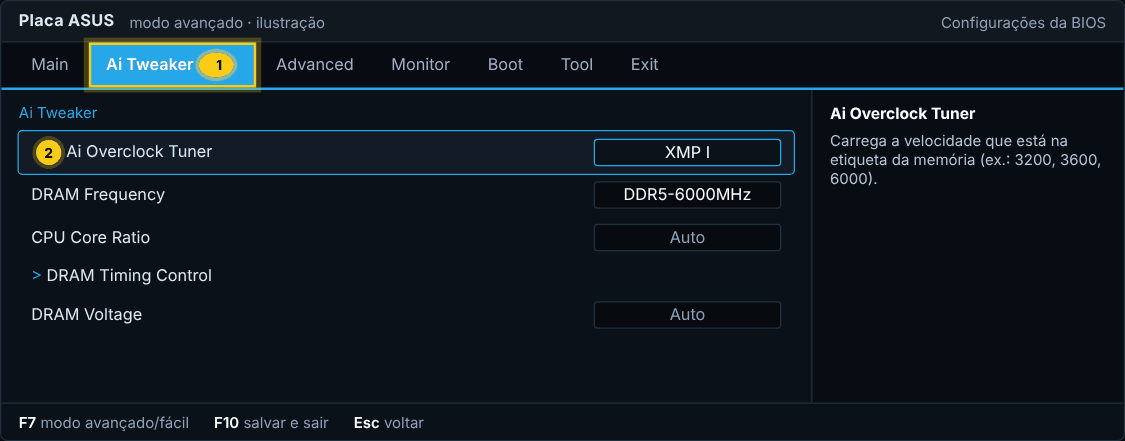 Placa ASUS modo avançado · ilustração Configurações da BIOS
Main Ai Tweaker 1 Advanced Monitor Boot Tool Exit
Ai Tweaker
2 Ai Overclock Tuner XMP I
DRAM Frequency DDR5-6000MHz
CPU Core Ratio Auto
> DRAM Timing Control
DRAM Voltage Auto
Ai Overclock Tuner
Carrega a velocidade que está na
etiqueta da memória (ex.: 3200, 3600,
6000).
F7 modo avançado/fácil F10 salvar e sair Esc voltar